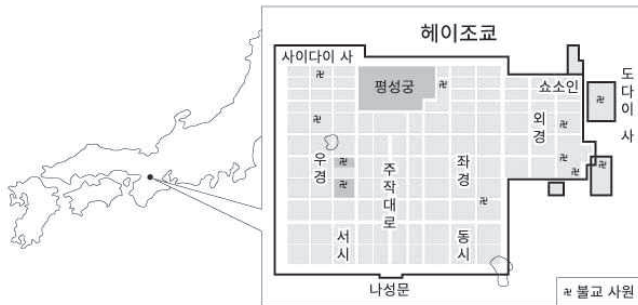 헤이조쿄
사이다이 사
평성궁
쇼소인
도다이 사
외경
우경
주작대로
좌경
서시
동시
나성문
卍 불교 사원